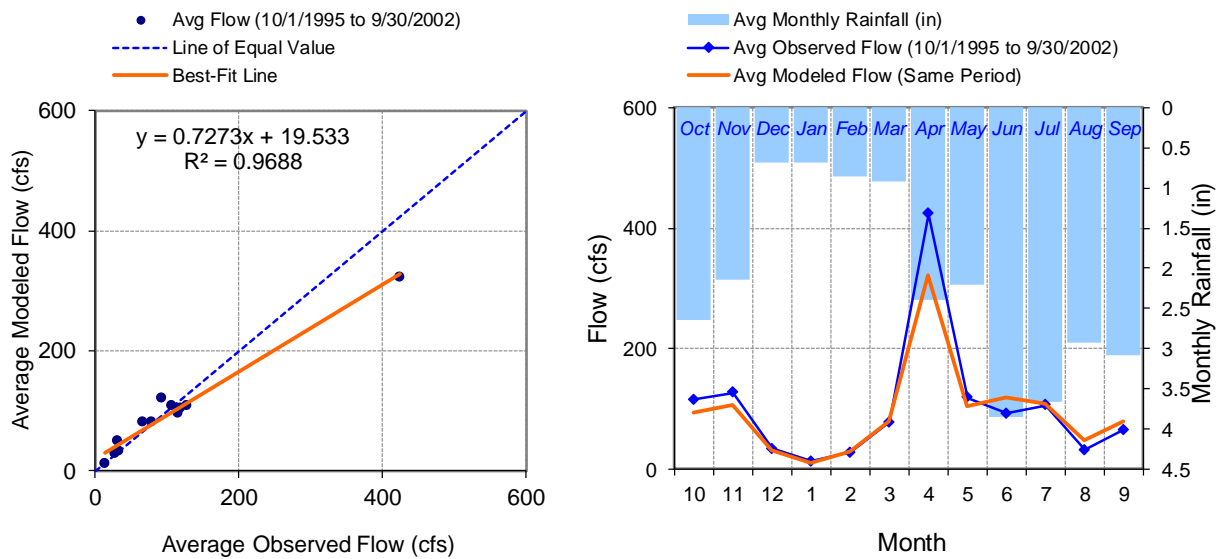 Avg Flow (10/1/1995 to 9/30/2002)
Line of Equal Value
Best-Fit Line
y = 0.7273x + 19.533
R² = 0.9688
600
400
200
0
0 200 400 600
Average Modeled Flow (cfs)
Average Observed Flow (cfs)
Avg Monthly Rainfall (in)
Avg Observed Flow (10/1/1995 to 9/30/2002)
Avg Modeled Flow (Same Period)
Oct Nov Dec Jan Feb Mar Apr May Jun Jul Aug Sep
600
400
200
0
Flow (cfs)
0
0.5
1
1.5
2
2.5
3
3.5
4
4.5
Monthly Rainfall (in)
10 11 12 1 2 3 4 5 6 7 8 9
Month